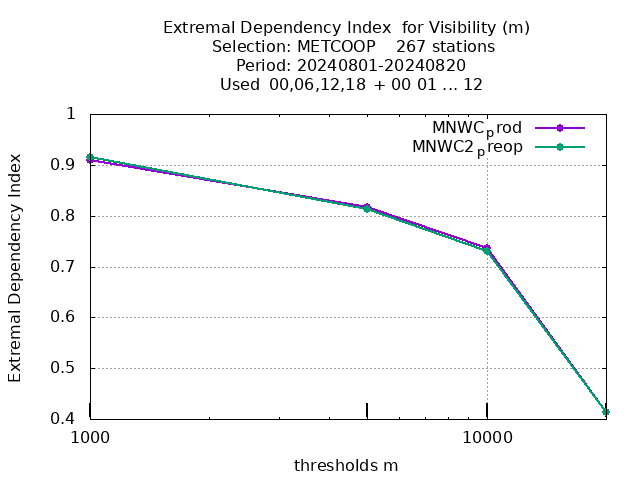 Extremal Dependency Index  for Visibility (m)
Selection: METCOOP    267 stations
Period: 20240801-20240820
Used  00,06,12,18 + 00 01 ... 12
MNWCprod
MNWC2preop
1
0.9
0.8
0.7
0.6
0.5
0.4
Extremal Dependency Index
1000
10000
thresholds m